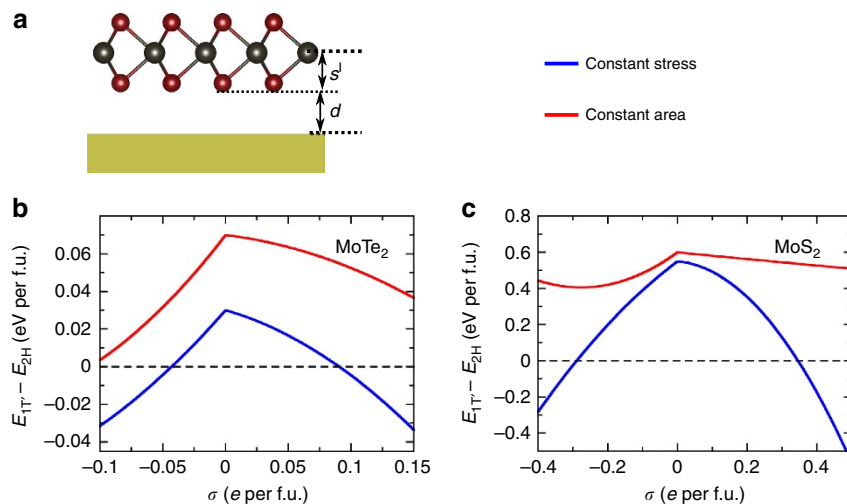 a
s|
d
Constant stress
Constant area
b
MoTe2
E1T′ – E2H (eV per f.u.)
0.06
0.04
0.02
0
–0.02
–0.04
–0.1 –0.05 0 0.05 0.1 0.15
σ (e per f.u.)
c
MoS2
E1T′ – E2H (eV per f.u.)
0.8
0.6
0.4
0.2
0
–0.2
–0.4
–0.4 –0.2 0 0.2 0.4
σ (e per f.u.)